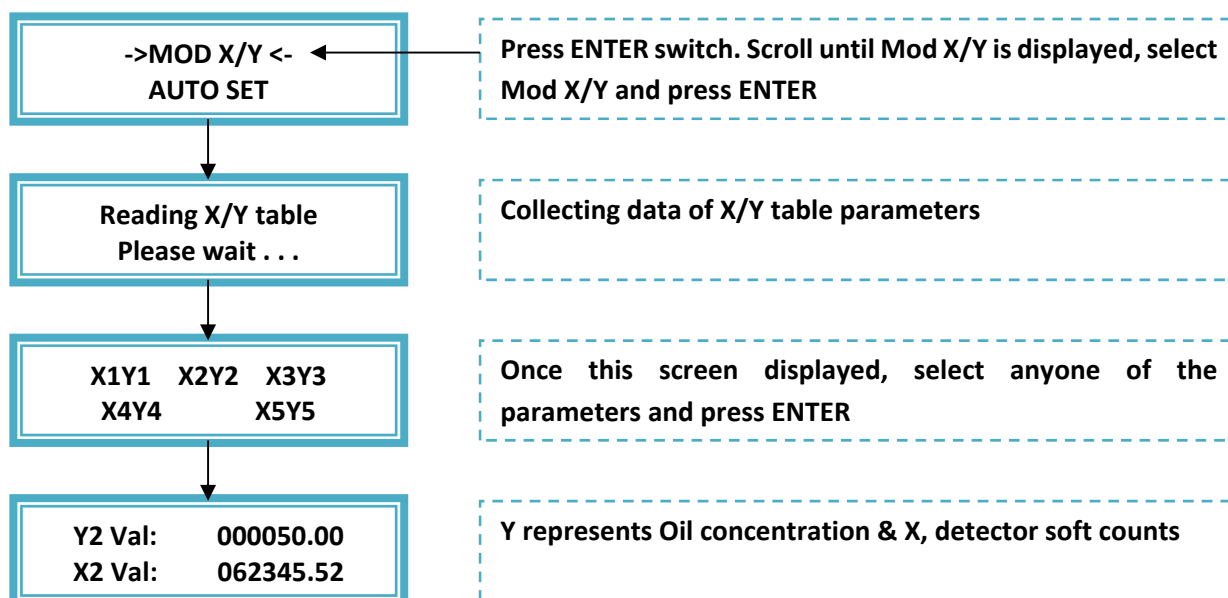 ->MOD X/Y <-
AUTO SET
Press ENTER switch. Scroll until Mod X/Y is displayed, select
Mod X/Y and press ENTER
Reading X/Y table
Please wait . . .
Collecting data of X/Y table parameters
X1Y1 X2Y2 X3Y3
X4Y4 X5Y5
Once this screen displayed, select anyone of the
parameters and press ENTER
Y2 Val: 000050.00
X2 Val: 062345.52
Y represents Oil concentration & X, detector soft counts